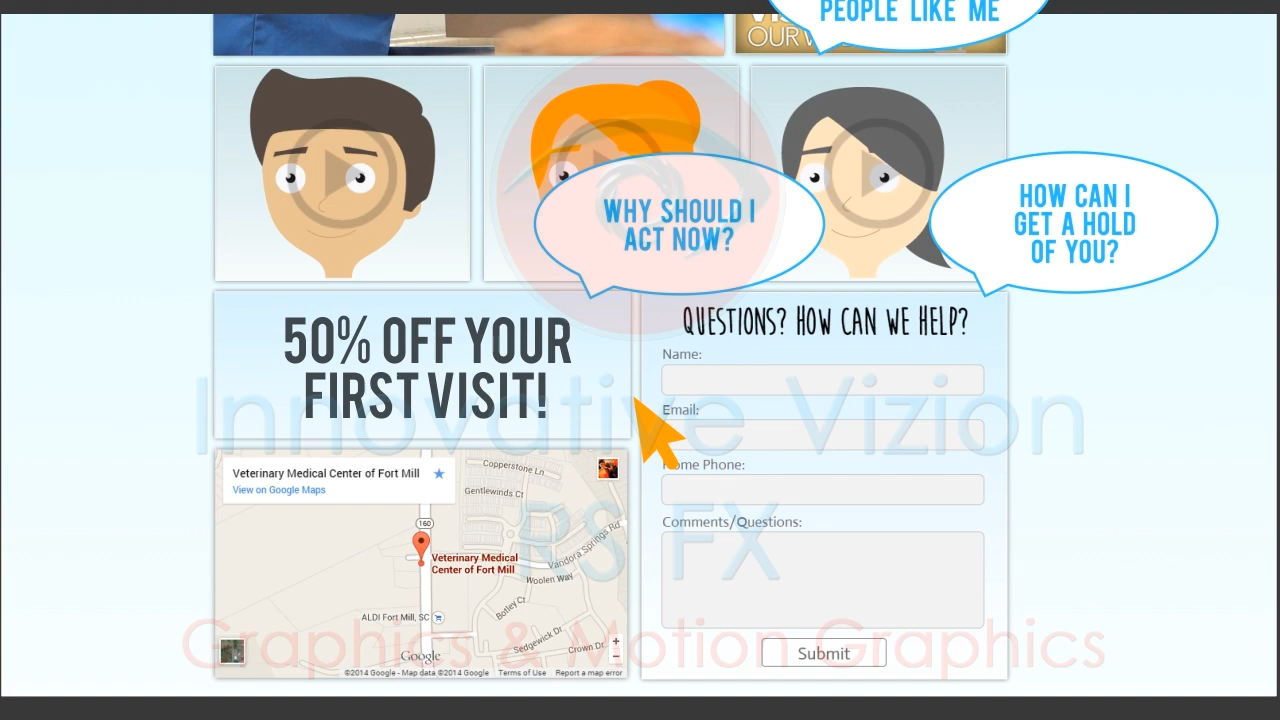 PEOPLE LIKE ME
OUR
WHY SHOULD I
ACT NOW?
HOW CAN I
GET A HOLD
OF YOU?
50% OFF YOUR
FIRST VISIT!
QUESTIONS? HOW CAN WE HELP?
Name:
Email:
Home Phone:
Comments/Questions:
Submit
Veterinary Medical Center of Fort Mill
View on Google Maps
Copperstone Ln
Gentlewinds Ct
160
Vandora Springs Rd
Veterinary Medical
Center of Fort Mill
Woolen Way
Botley Ct
ALDI Fort Mill, SC
Sedgewick Dr
Crown Dr
Google
©2014 Google - Map data ©2014 Google Terms of Use Report a map error
Innovative Vizion
RS FX
Graphics & Motion Graphics